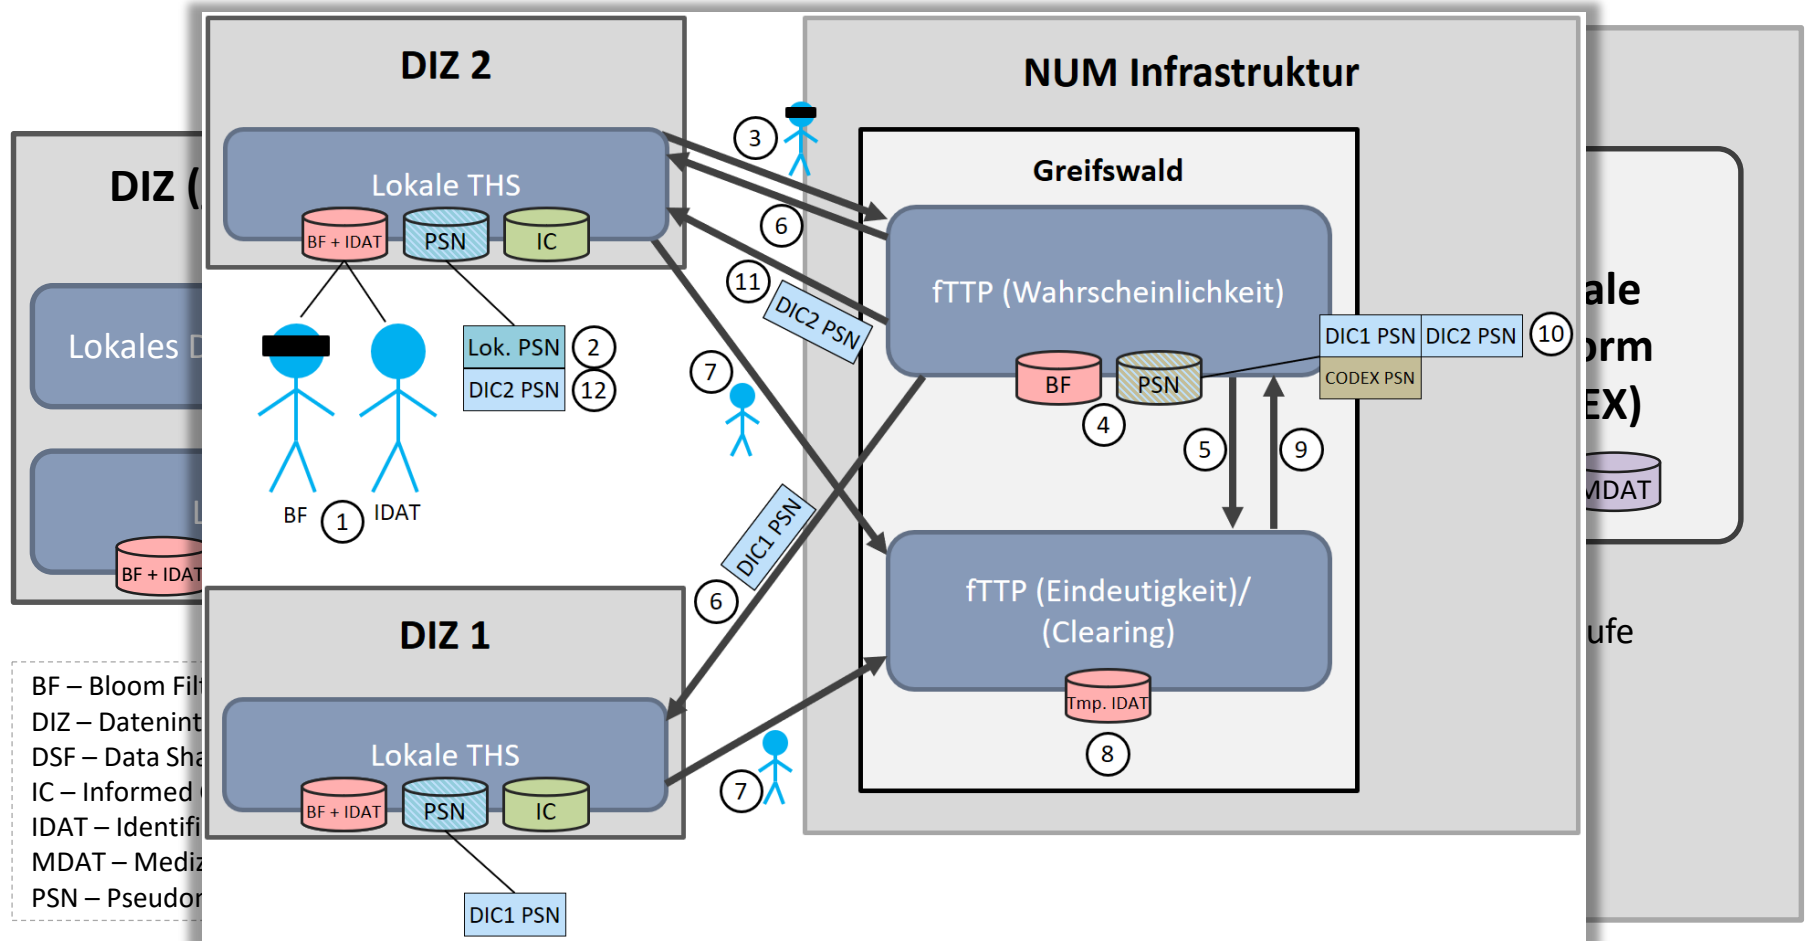 DIZ 2
Lokale THS
BF + IDAT
PSN
IC
Lok. PSN
2
DIC2 PSN
12
BF
1
IDAT
3
6
11
DIC2 PSN
7
NUM Infrastruktur
Greifswald
fTTP (Wahrscheinlichkeit)
BF
PSN
4
DIC1 PSN
DIC2 PSN
10
CODEX PSN
5
9
DIC1 PSN
6
fTTP (Eindeutigkeit)/
(Clearing)
Tmp. IDAT
8
DIZ 1
Lokale THS
BF + IDAT
PSN
IC
7
DIC1 PSN
DIZ (
Lokales
BF + IDAT
ale
orm
EX)
MDAT
ufe
BF – Bloom Filt
DIZ – Datenint
DSF – Data Sha
IC – Informed
IDAT – Identifi
MDAT – Mediz
PSN – Pseudor